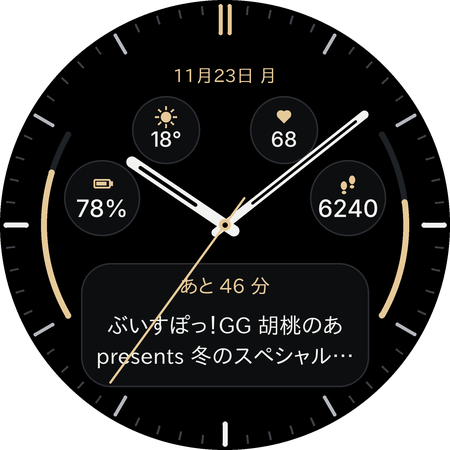 11月23日 月
18°
68
78%
6240
あと 46 分
ぶいすぽっ!GG 胡桃のあ
presents 冬のスペシャル…